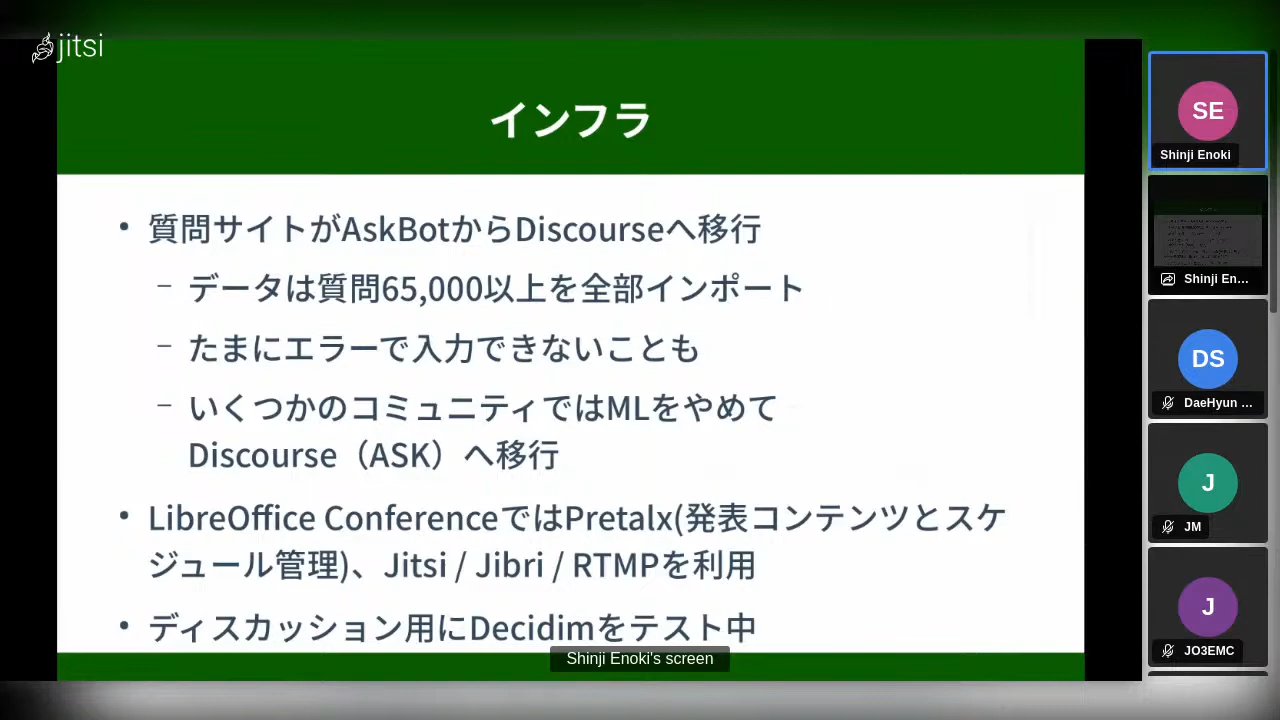 jitsi
インフラ
• 質問サイトがAskBotからDiscourseへ移行
– データは質問65,000以上を全部インポート
– たまにエラーで入力できないことも
– いくつかのコミュニティではMLをやめて
Discourse（ASK）へ移行
• LibreOffice ConferenceではPretalx(発表コンテンツとスケ
ジュール管理)、Jitsi / Jibri / RTMPを利用
• ディスカッション用にDecidimをテスト中
Shinji Enoki's screen
SE
Shinji Enoki
Shinji En...
DS
DaeHyun ...
J
JM
J
JO3EMC